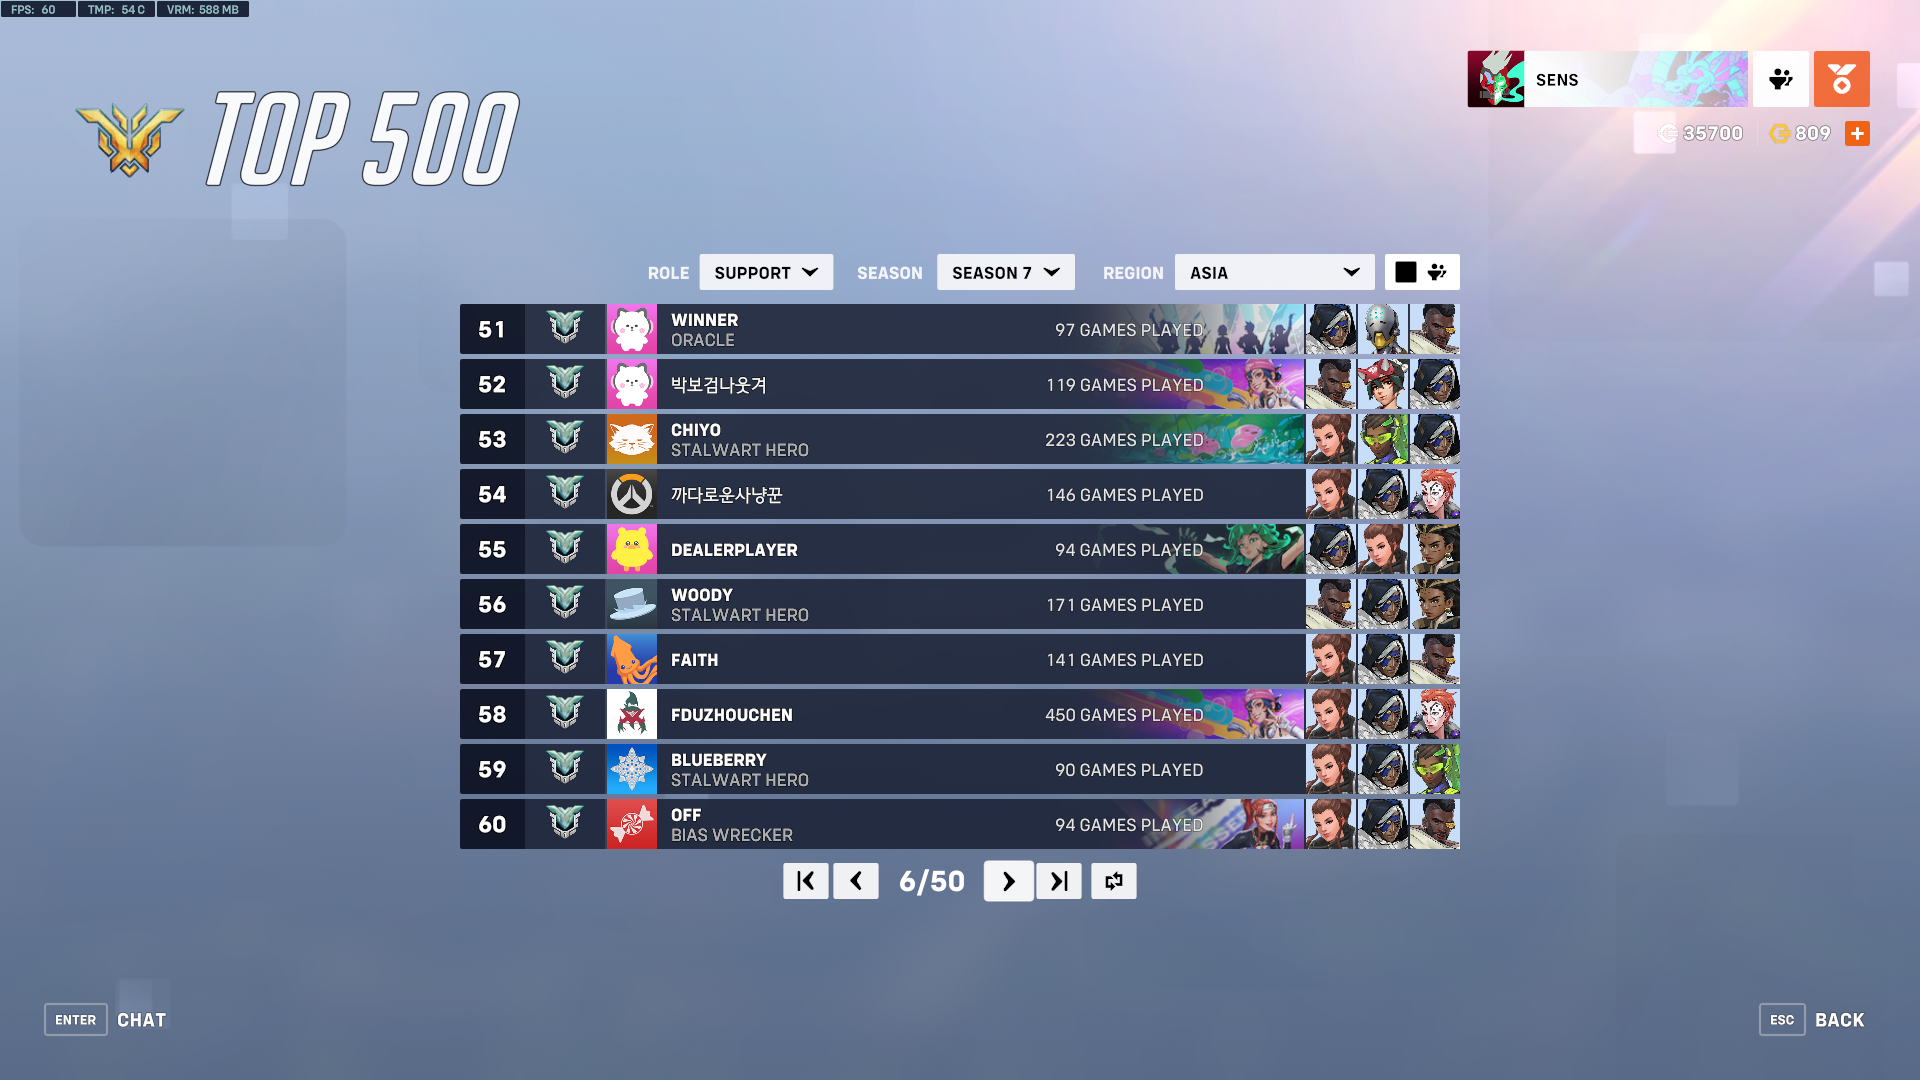 FPS: 60 TMP: 54 C VRM: 588 MB
TOP 500
SENS
35700 809
ROLE SUPPORT SEASON SEASON 7 REGION ASIA
51 WINNER 97 GAMES PLAYED
ORACLE
52 박보검나웃겨 119 GAMES PLAYED
53 CHIYO 223 GAMES PLAYED
STALWART HERO
54 까다로운사냥꾼 146 GAMES PLAYED
55 DEALERPLAYER 94 GAMES PLAYED
56 WOODY 171 GAMES PLAYED
STALWART HERO
57 FAITH 141 GAMES PLAYED
58 FDUZHOUCHEN 450 GAMES PLAYED
59 BLUEBERRY 90 GAMES PLAYED
STALWART HERO
60 OFF 94 GAMES PLAYED
BIAS WRECKER
6/50
ENTER CHAT
ESC BACK